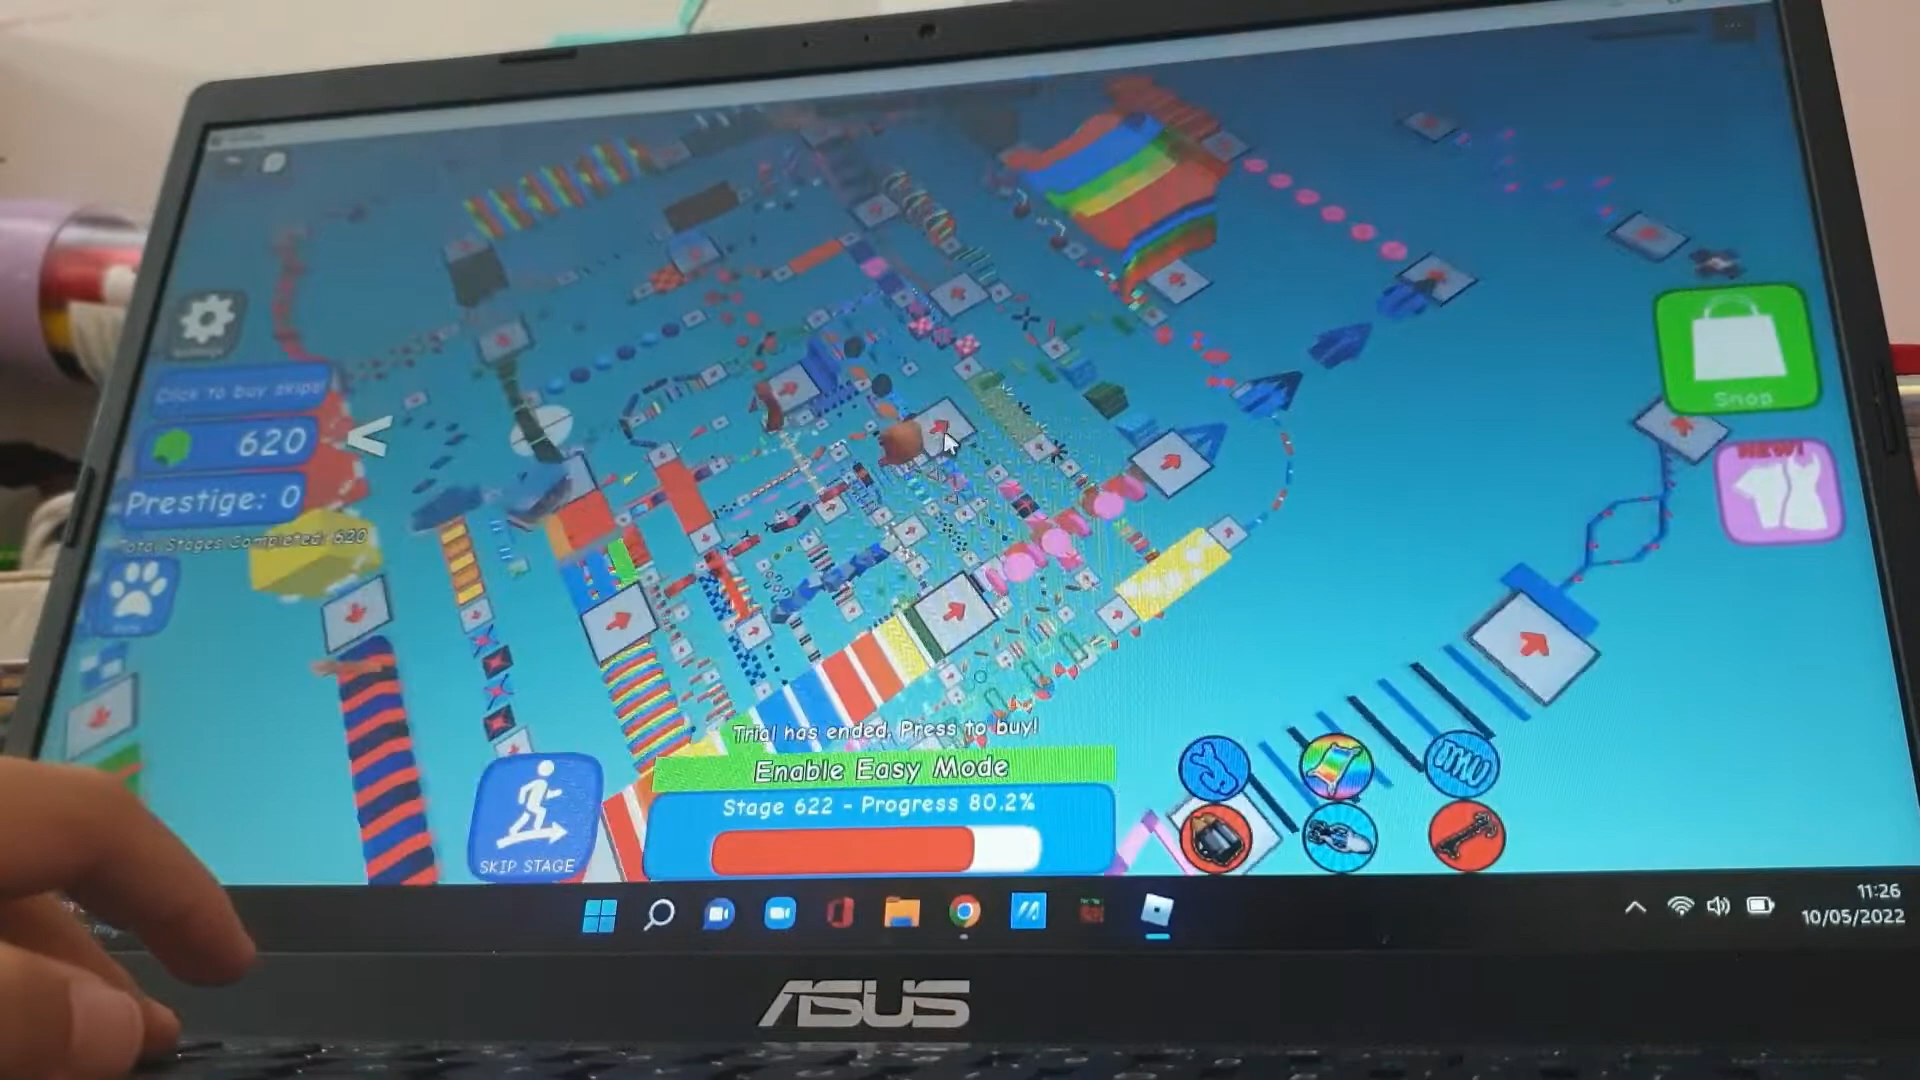 Click to buy skips!
620
Prestige: 0
Total Stages Completed: 620
Shop
NEW!
Trial has ended. Press to buy!
Enable Easy Mode
Stage 622 - Progress 80.2%
SKIP STAGE
11:26
10/05/2022
ASUS